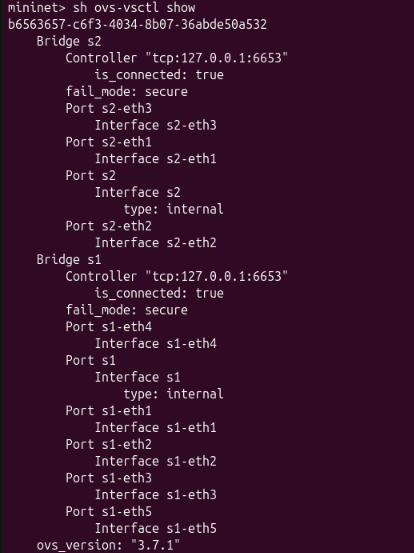 mininet> sh ovs-vsctl show
b6563657-c6f3-4034-8b07-36abde50a532
    Bridge s2
        Controller "tcp:127.0.0.1:6653"
            is_connected: true
        fail_mode: secure
        Port s2-eth3
            Interface s2-eth3
        Port s2-eth1
            Interface s2-eth1
        Port s2
            Interface s2
                type: internal
        Port s2-eth2
            Interface s2-eth2
    Bridge s1
        Controller "tcp:127.0.0.1:6653"
            is_connected: true
        fail_mode: secure
        Port s1-eth4
            Interface s1-eth4
        Port s1
            Interface s1
                type: internal
        Port s1-eth1
            Interface s1-eth1
        Port s1-eth2
            Interface s1-eth2
        Port s1-eth3
            Interface s1-eth3
        Port s1-eth5
            Interface s1-eth5
    ovs_version: "3.7.1"